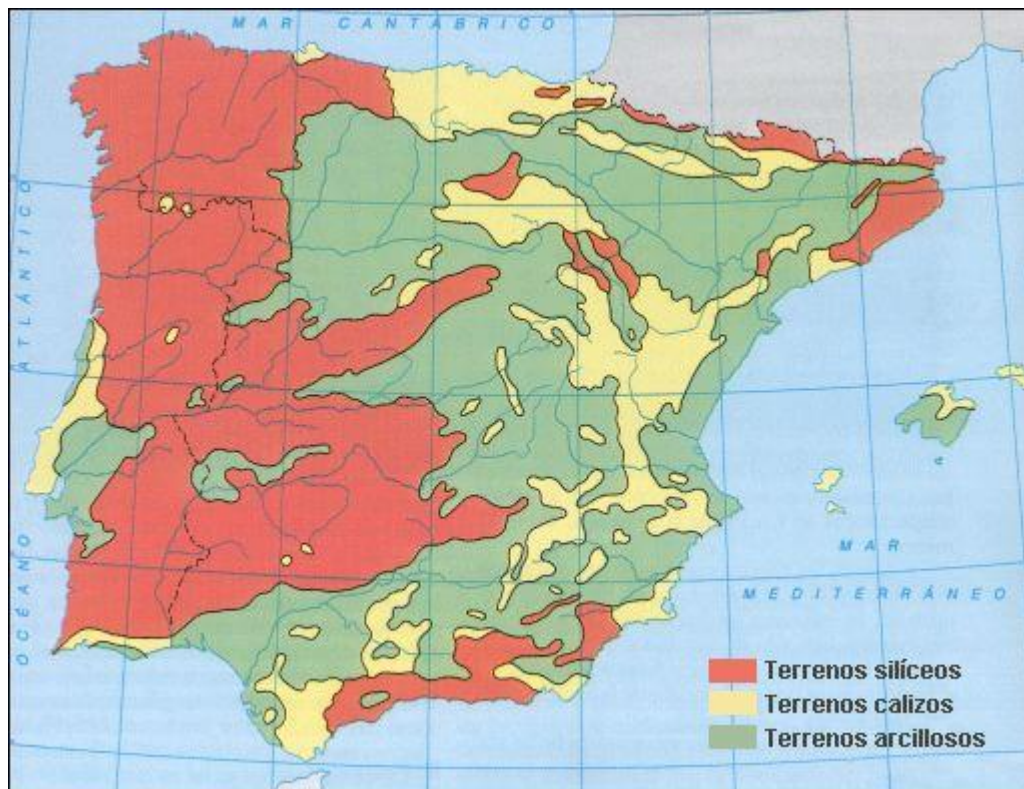 MAR CANTÁBRICO
OCÉANO ATLÁNTICO
MAR
MEDITERRÁNEO
Terrenos silíceos
Terrenos calizos
Terrenos arcillosos